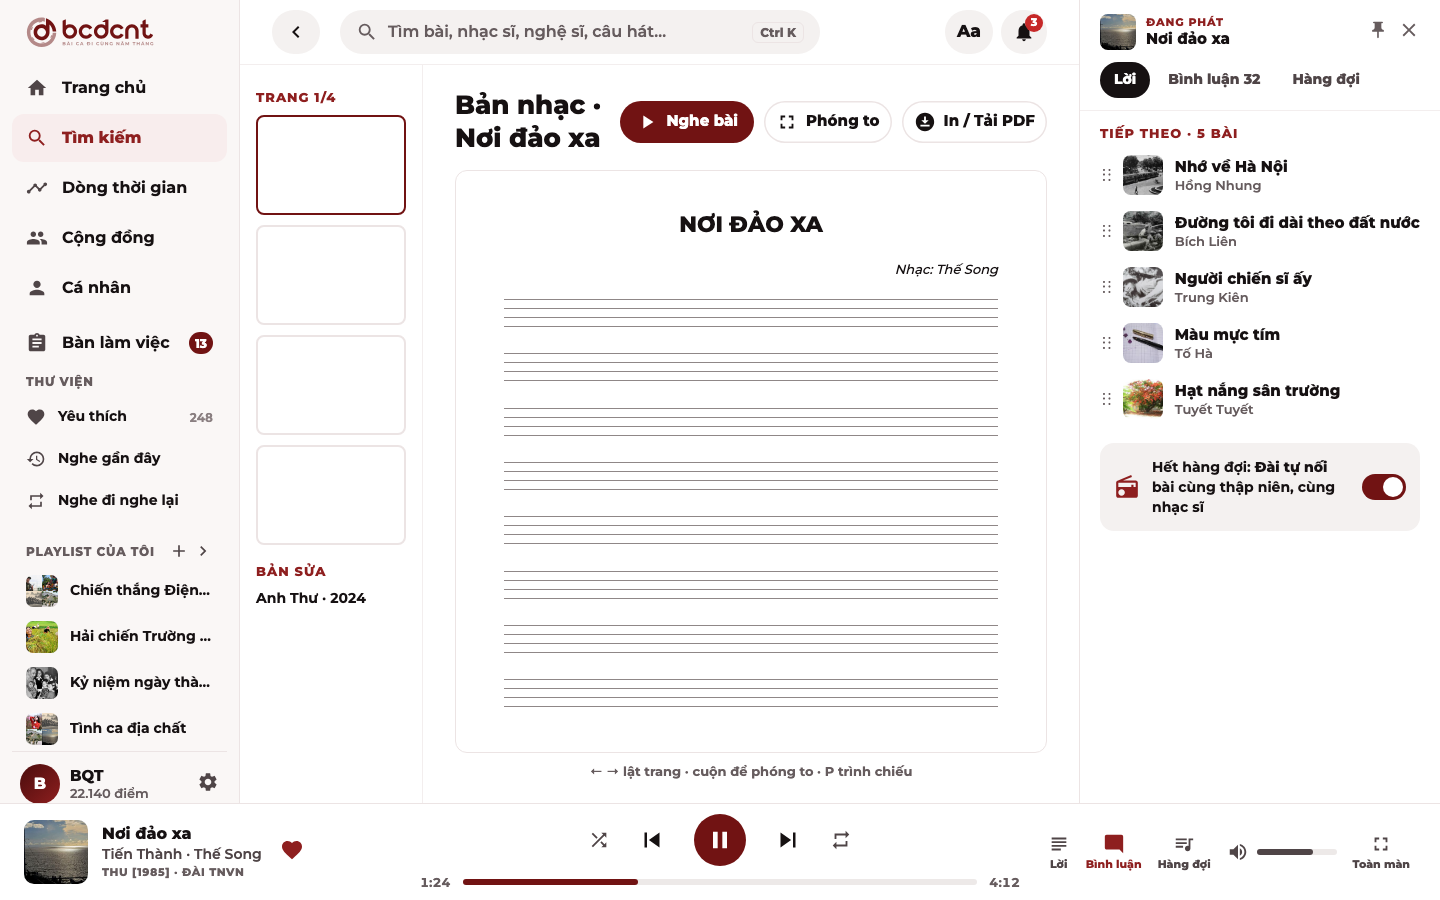 bcdcnt
BÀI CA ĐI CÙNG NĂM THÁNG
Trang chủ
Tìm kiếm
Dòng thời gian
Cộng đồng
Cá nhân
Bàn làm việc 13
THƯ VIỆN
Yêu thích 248
Nghe gần đây
Nghe đi nghe lại
PLAYLIST CỦA TÔI
Chiến thắng Điện...
Hải chiến Trường ...
Kỷ niệm ngày thà...
Tình ca địa chất
B
BQT
22.140 điểm
Tìm bài, nhạc sĩ, nghệ sĩ, câu hát...
Ctrl K
Aa
3
TRANG 1/4
BẢN SỬA
Anh Thư · 2024
Bản nhạc ·
Nơi đảo xa
Nghe bài
Phóng to
In / Tải PDF
NƠI ĐẢO XA
Nhạc: Thế Song
← → lật trang · cuộn để phóng to · P trình chiếu
ĐANG PHÁT
Nơi đảo xa
Lời
Bình luận 32
Hàng đợi
TIẾP THEO · 5 BÀI
Nhớ về Hà Nội
Hồng Nhung
Đường tôi đi dài theo đất nước
Bích Liên
Người chiến sĩ ấy
Trung Kiên
Màu mực tím
Tố Hà
Hạt nắng sân trường
Tuyết Tuyết
Hết hàng đợi: Đài tự nối
bài cùng thập niên, cùng
nhạc sĩ
Nơi đảo xa
Tiến Thành · Thế Song
THU [1985] · ĐÀI TNVN
1:24
4:12
Lời
Bình luận
Hàng đợi
Toàn màn